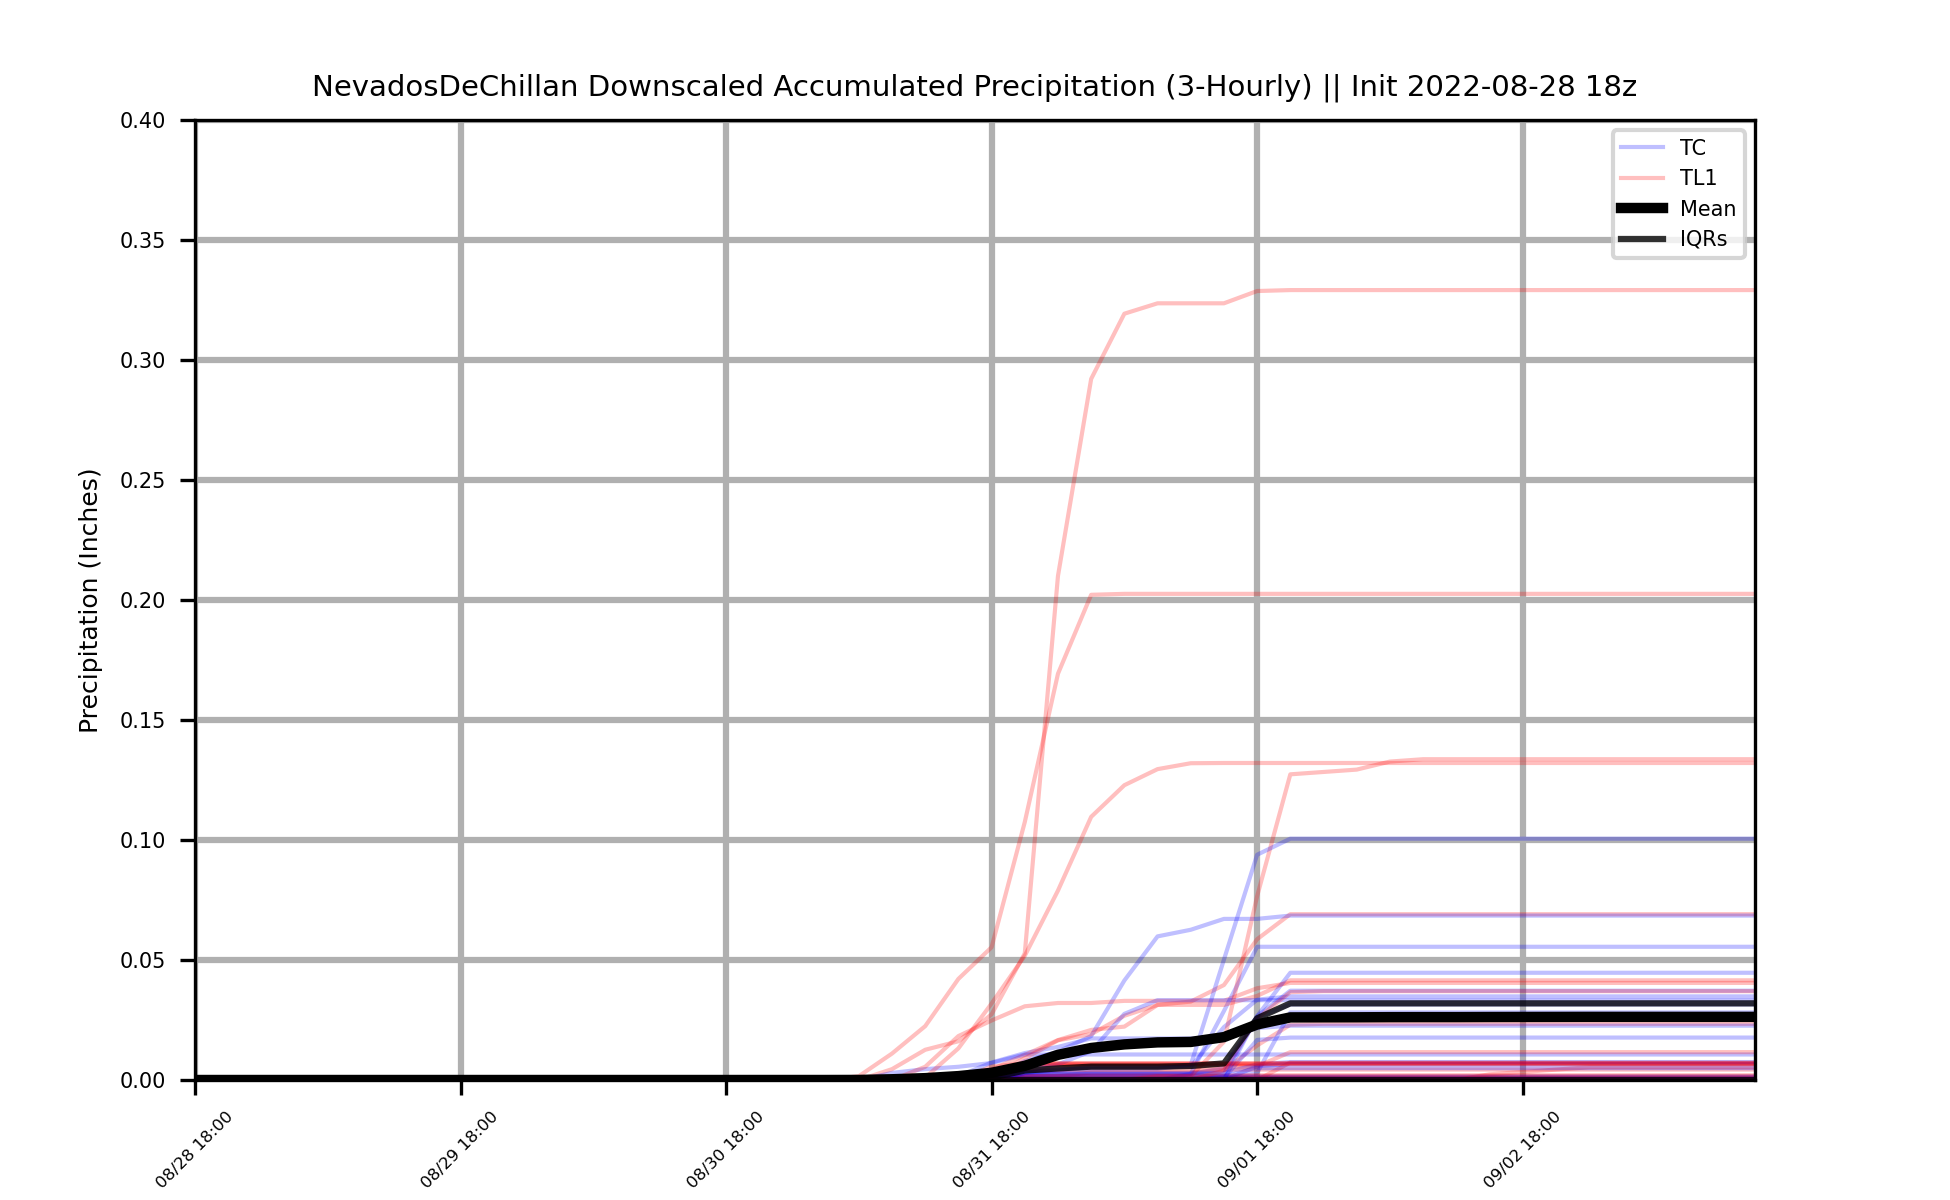 NevadosDeChillan Downscaled Accumulated Precipitation (3-Hourly) || Init 2022-08-28 18z
TC
TL1
Mean
IQRs
Precipitation (Inches)
0.40
0.35
0.30
0.25
0.20
0.15
0.10
0.05
0.00
08/28 18:00
08/29 18:00
08/30 18:00
08/31 18:00
09/01 18:00
09/02 18:00